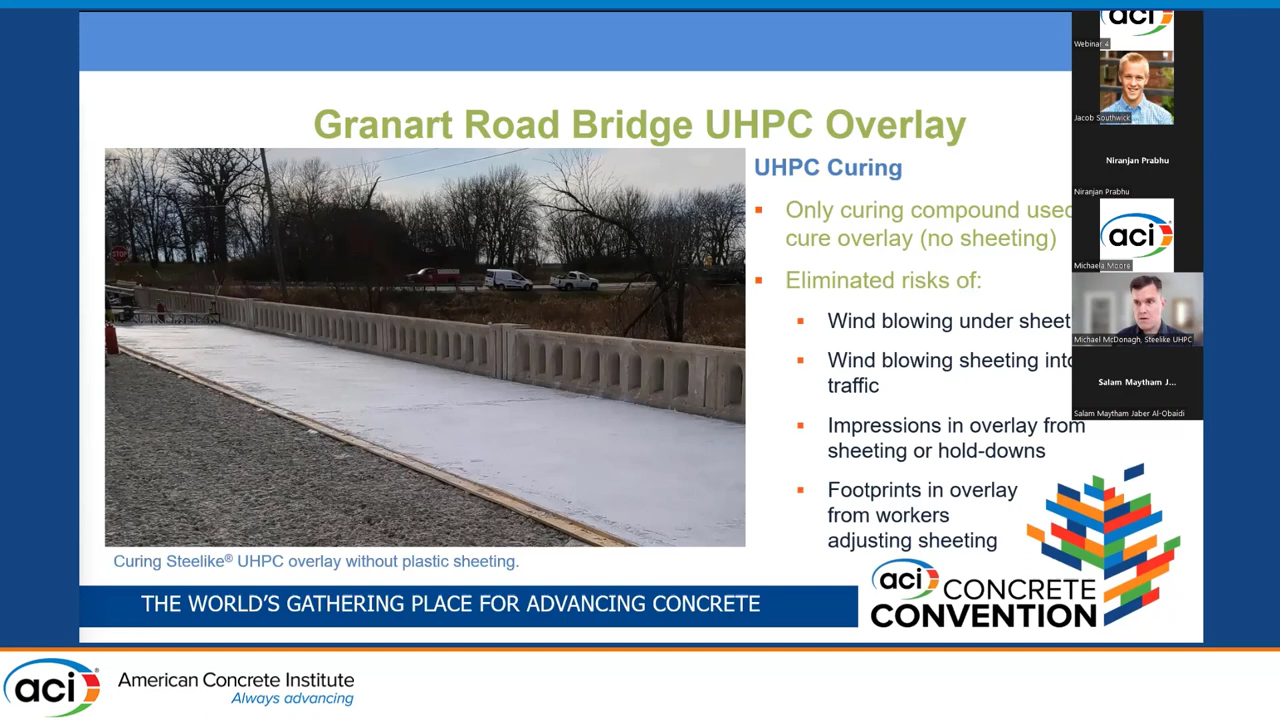 Granart Road Bridge UHPC Overlay
UHPC Curing
Only curing compound used
cure overlay (no sheeting)
Eliminated risks of:
Wind blowing under sheet
Wind blowing sheeting into
traffic
Impressions in overlay from
sheeting or hold-downs
Footprints in overlay
from workers
adjusting sheeting
STOP
Curing Steelike® UHPC overlay without plastic sheeting.
THE WORLD'S GATHERING PLACE FOR ADVANCING CONCRETE
aci CONCRETE
CONVENTION
aci
Webinar 4
Jacob Southwick
Niranjan Prabhu
Niranjan Prabhu
aci
Michaela Moore
Michael McDonagh, Steelike UHPC
Salam Maytham J...
Salam Maytham Jaber Al-Obaidi
aci®
American Concrete Institute
Always advancing